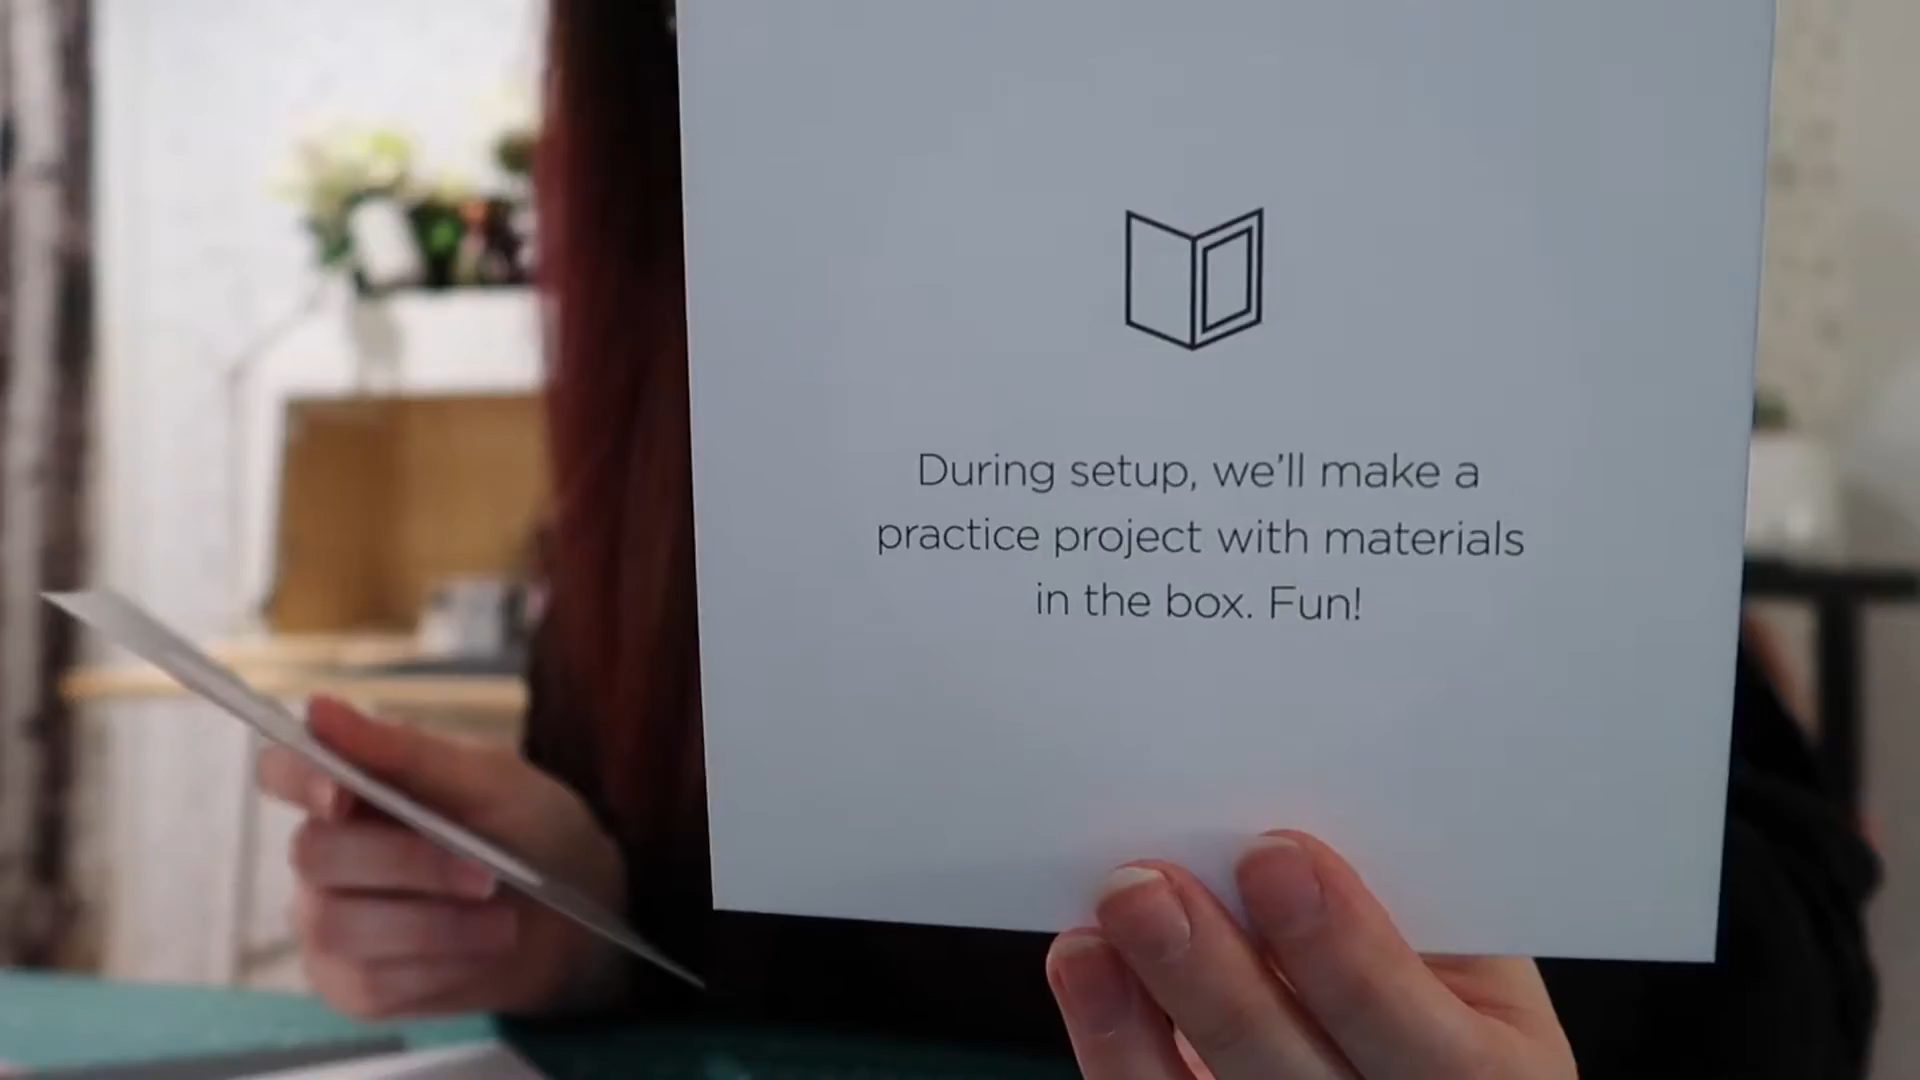 During setup, we'll make a
practice project with materials
in the box. Fun!